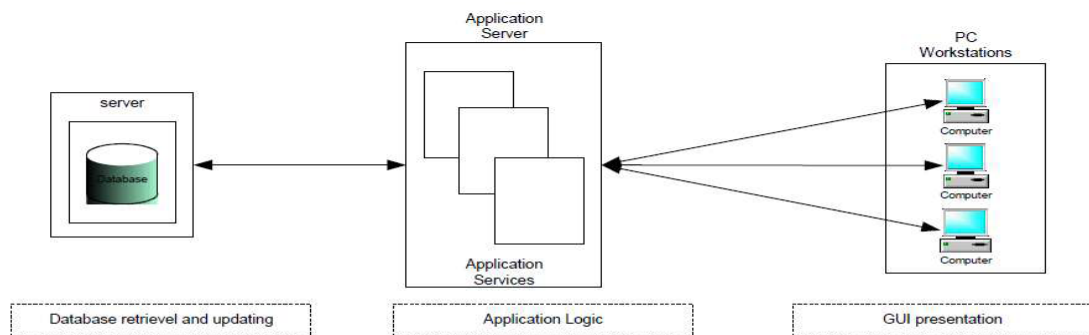 server
Database
Application
Server
Application
Services
PC
Workstations
Computer
Computer
Computer
Database retrievel and updating
Application Logic
GUI presentation